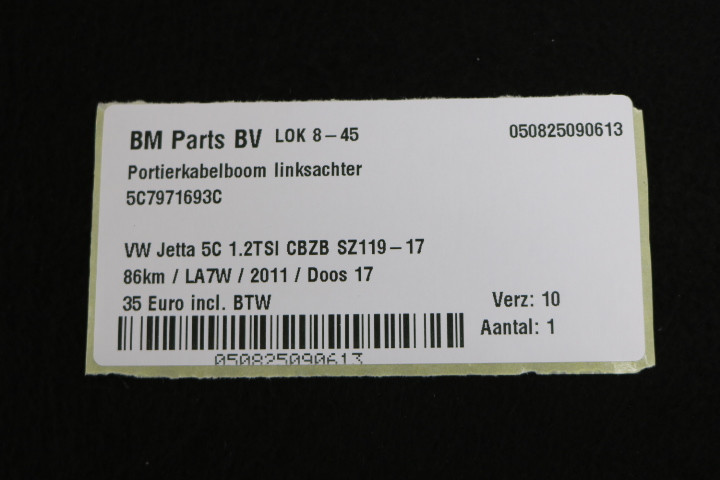 BM Parts BV LOK 8-45 050825090613
Portierkabelboom linksachter
5C7971693C
VW Jetta 5C 1.2TSI CBZB SZ119-17
86km / LA7W / 2011 / Doos 17
35 Euro incl. BTW Verz: 10
Aantal: 1
050825090613